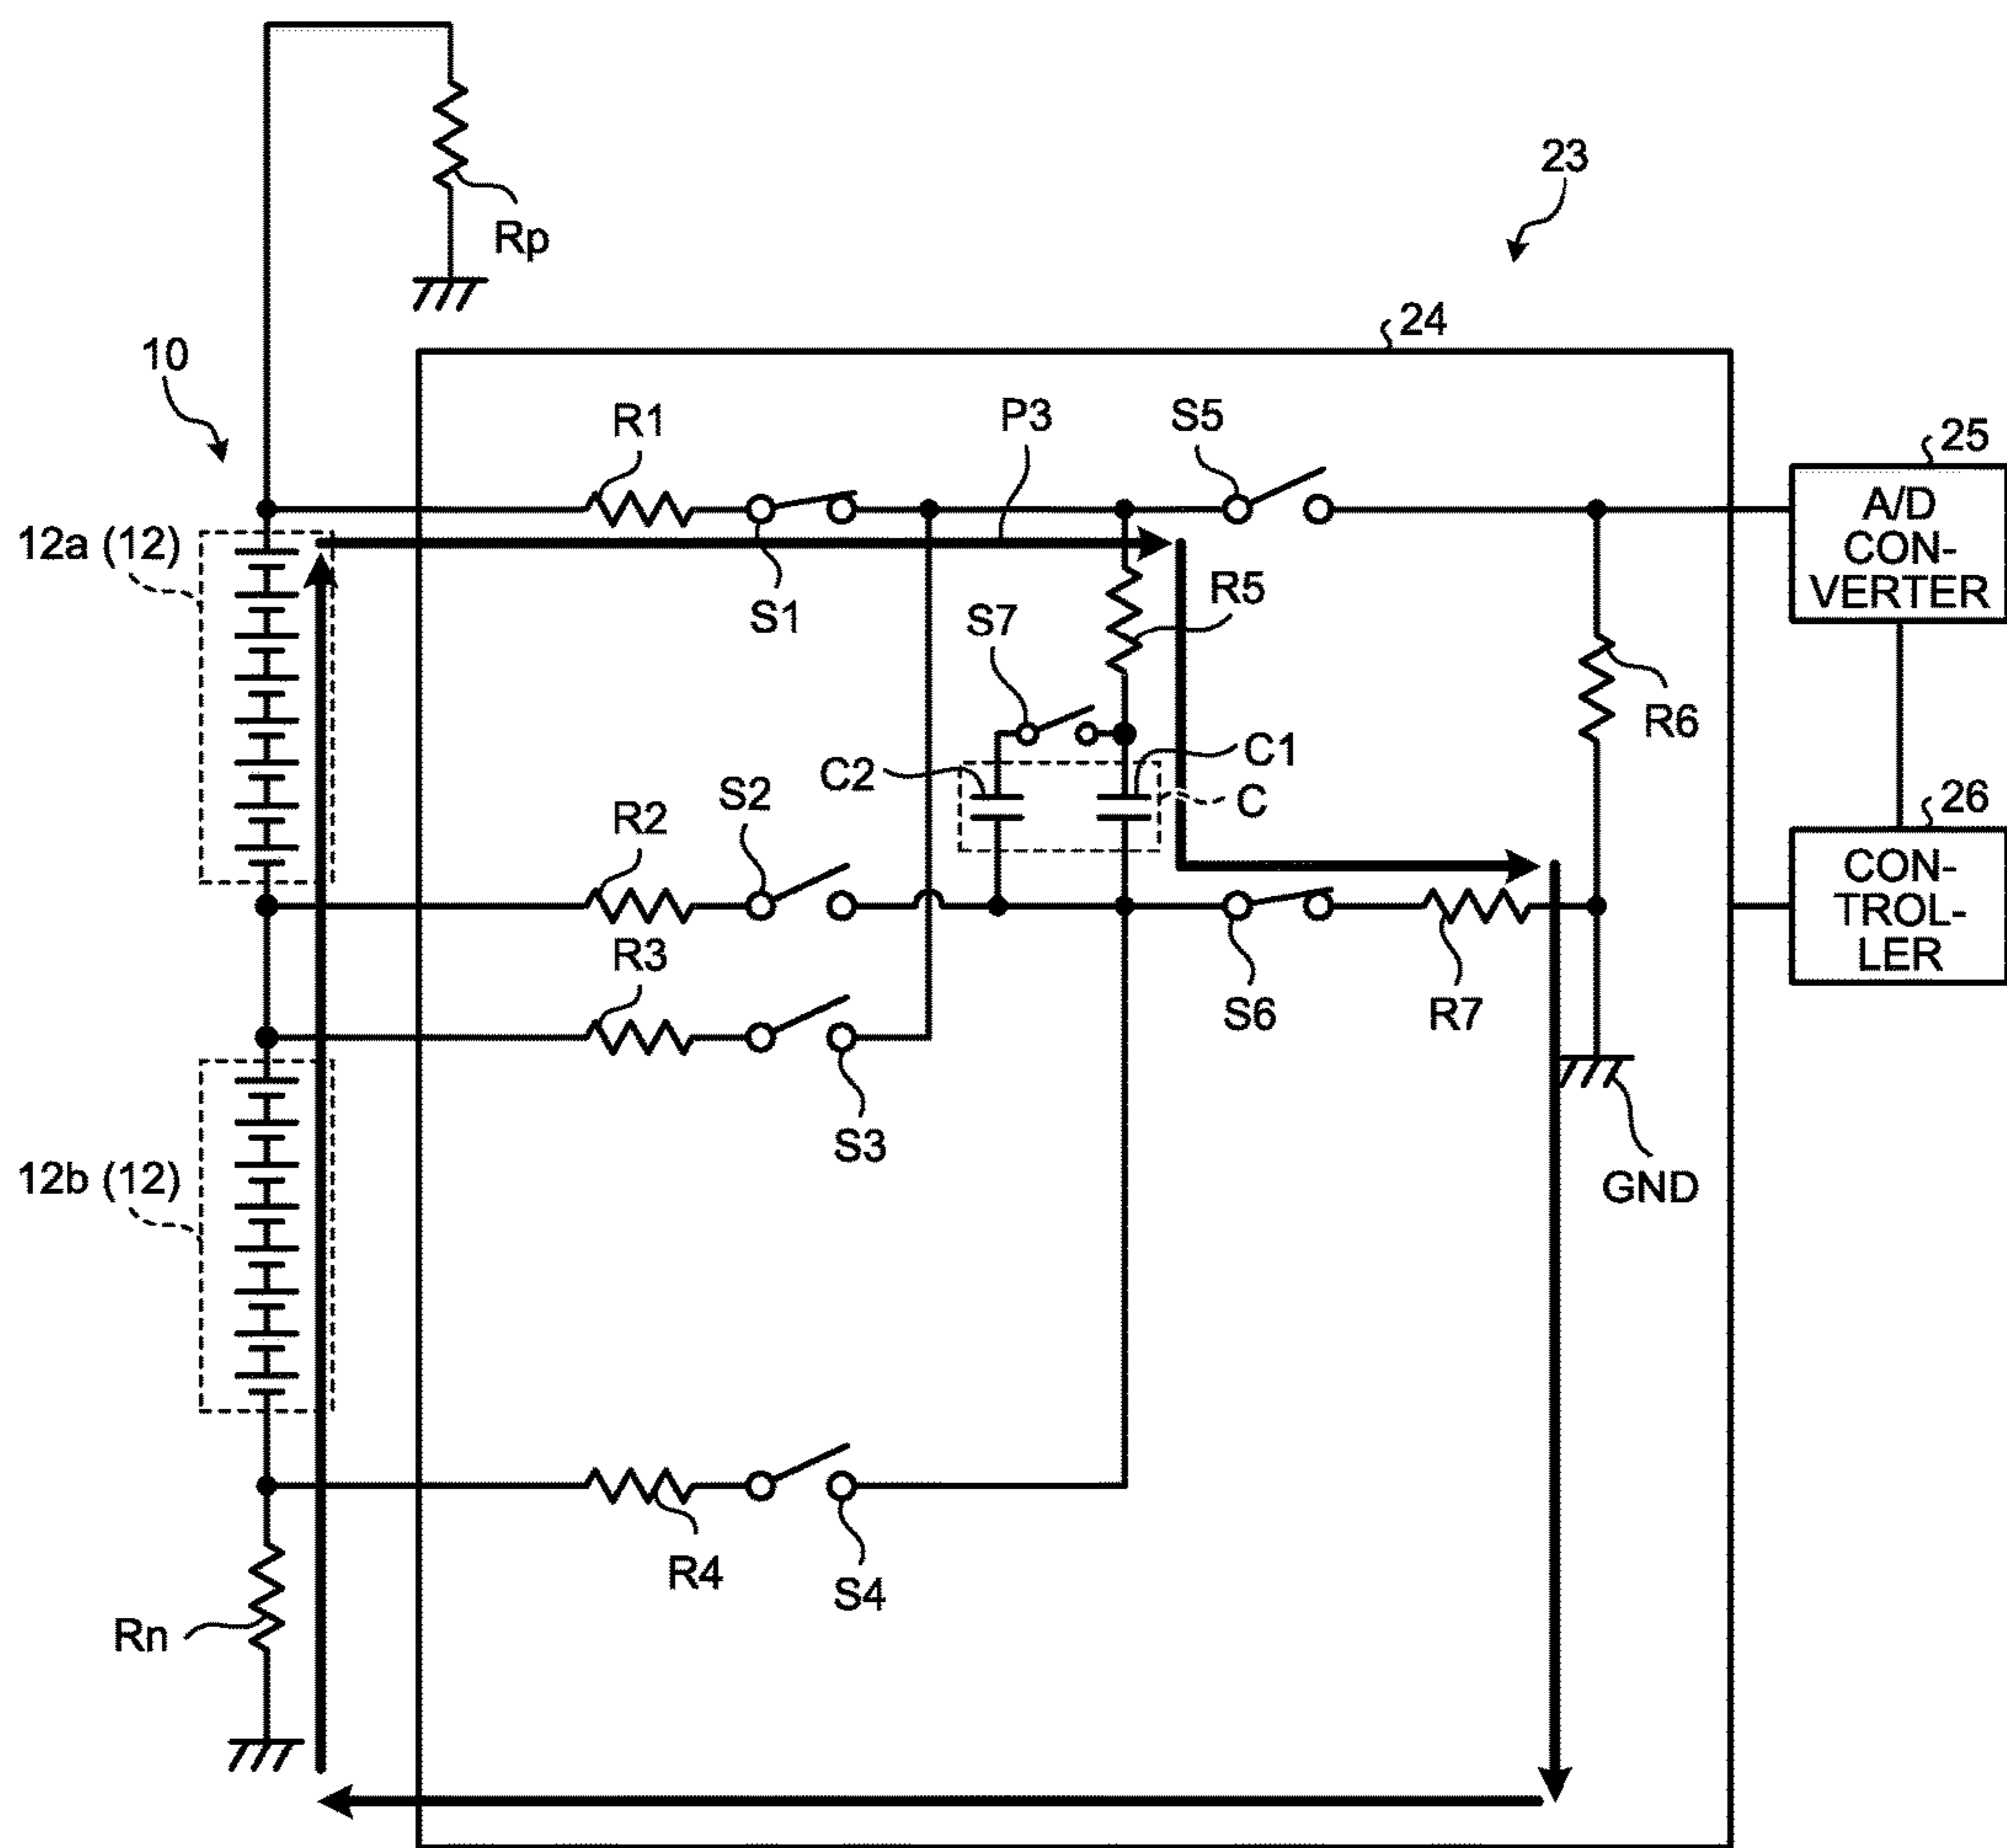 Rp
23
24
10
R1
P3
S5
25
A/D
CON-
VERTER
12a (12)
S1
S7
R5
R6
C2
C1
C
S2
R2
26
CON-
TROL-
LER
R3
S6
R7
S3
12b (12)
GND
R4
S4
Rn